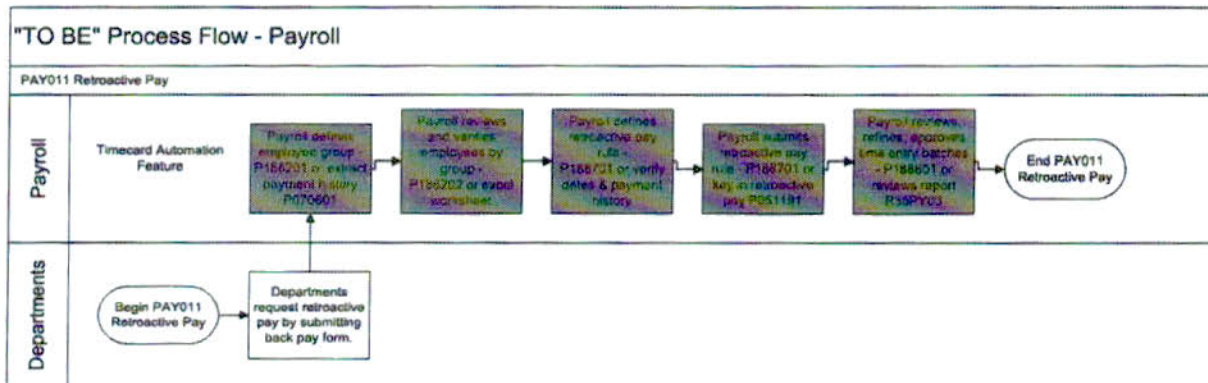 "TO BE" Process Flow - Payroll
PAY011 Retroactive Pay
Payroll
Timecard Automation
Feature
Payroll defines
employee group -
P186201 or extract
payment history
P070601
Payroll reviews
and verifies
employees by
group -
P186202 or excel
worksheet
Payroll defines
retroactive pay
rule -
P188701 or verify
dates & payment
history
Payroll submits
retroactive pay
rule - P188701 or
key in retroactive
pay P051191
Payroll reviews,
refines, approves
time entry batches
- P188801 or
reviews report
End PAY011
Retroactive Pay
Departments
Begin PAY011
Retroactive Pay
Departments
request retroactive
pay by submitting
back pay form.